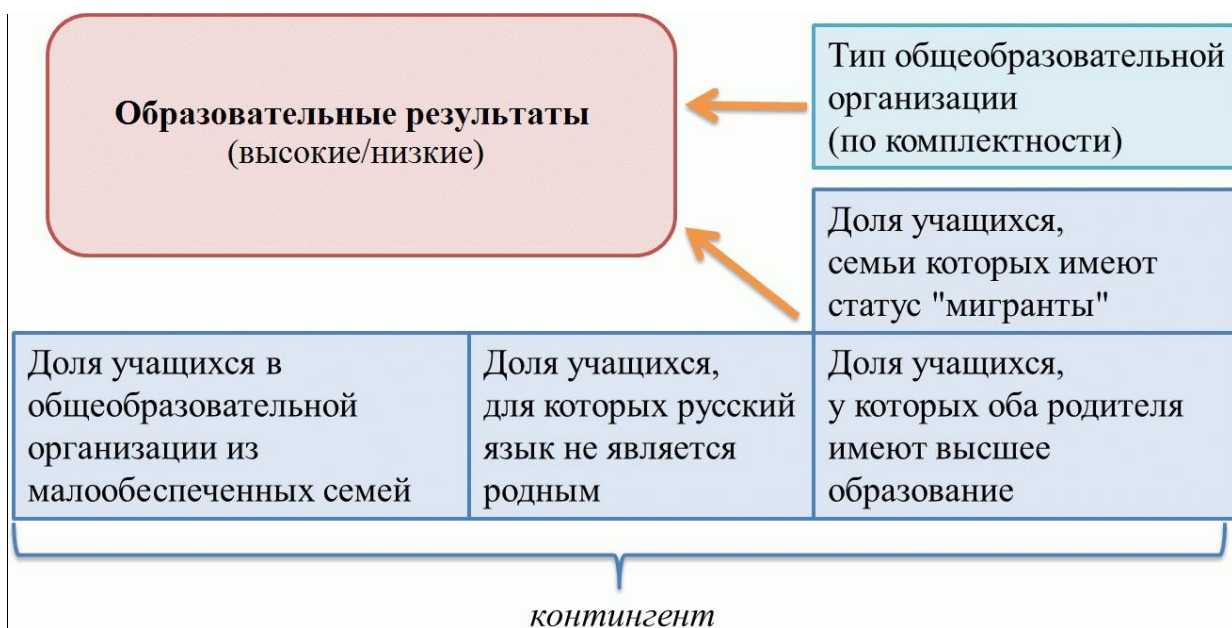 Образовательные результаты
(высокие/низкие)
Тип общеобразовательной
организации
(по комплектности)
Доля учащихся,
семьи которых имеют
статус "мигранты"
Доля учащихся в
общеобразовательной
организации из
малообеспеченных семей
Доля учащихся,
для которых русский
язык не является
родным
Доля учащихся,
у которых оба родителя
имеют высшее
образование
контингент